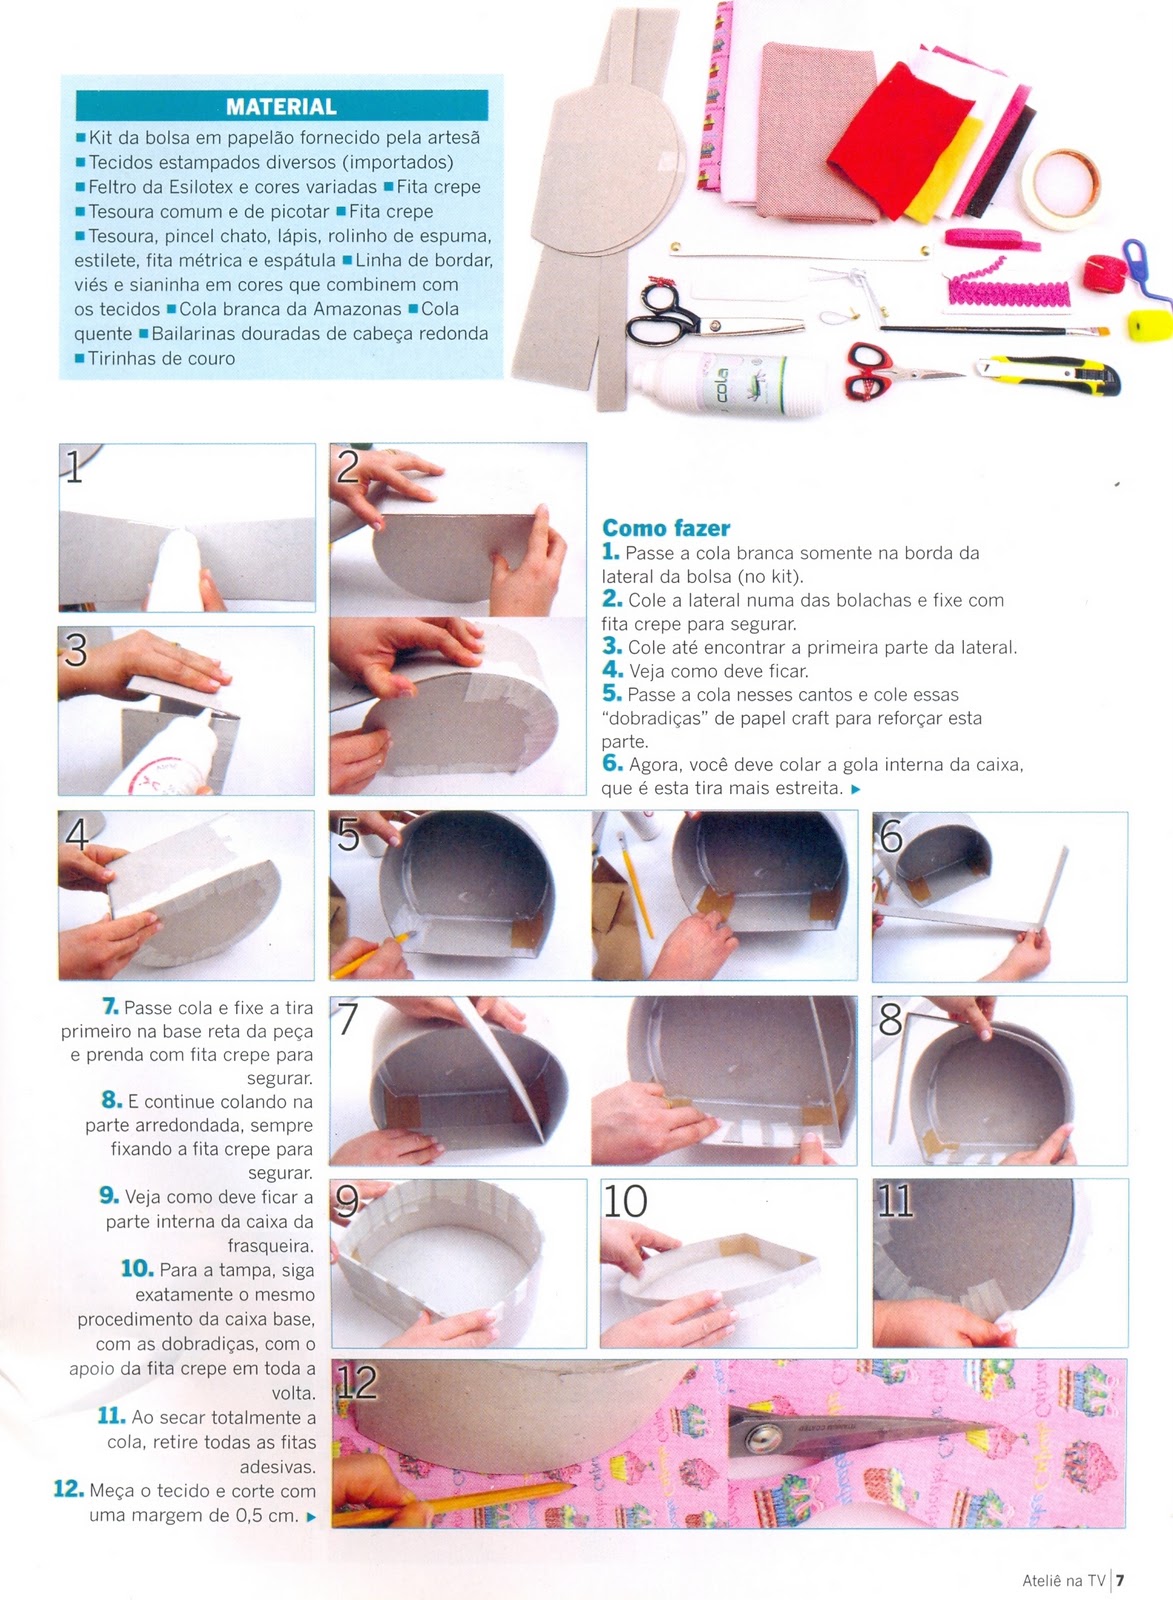 MATERIAL
■ Kit da bolsa em papelão fornecido pela artesã
■ Tecidos estampados diversos (importados)
■ Feltro da Esilotex e cores variadas ■ Fita crepe
■ Tesoura comum e de picotar ■ Fita crepe
■ Tesoura, pincel chato, lápis, rolinho de espuma,
estilete, fita métrica e espátula ■ Linha de bordar,
viés e sianinha em cores que combinem com
os tecidos ■ Cola branca da Amazonas ■ Cola
quente ■ Bailarinas douradas de cabeça redonda
■ Tirinhas de couro
cola
1
2
3
Como fazer
1. Passe a cola branca somente na borda da
lateral da bolsa (no kit).
2. Cole a lateral numa das bolachas e fixe com
fita crepe para segurar.
3. Cole até encontrar a primeira parte da lateral.
4. Veja como deve ficar.
5. Passe a cola nesses cantos e cole essas
“dobradiças” de papel craft para reforçar esta
parte.
6. Agora, você deve colar a gola interna da caixa,
que é esta tira mais estreita. ►
4
5
6
7. Passe cola e fixe a tira
primeiro na base reta da peça
e prenda com fita crepe para
segurar.
8. E continue colando na
parte arredondada, sempre
fixando a fita crepe para
segurar.
9. Veja como deve ficar a
parte interna da caixa da
frasqueira.
10. Para a tampa, siga
exatamente o mesmo
procedimento da caixa base,
com as dobradiças, com o
apoio da fita crepe em toda a
volta.
11. Ao secar totalmente a
cola, retire todas as fitas
adesivas.
12. Meça o tecido e corte com
uma margem de 0,5 cm. ►
7
8
9
10
11
12
Ateliê na TV | 7